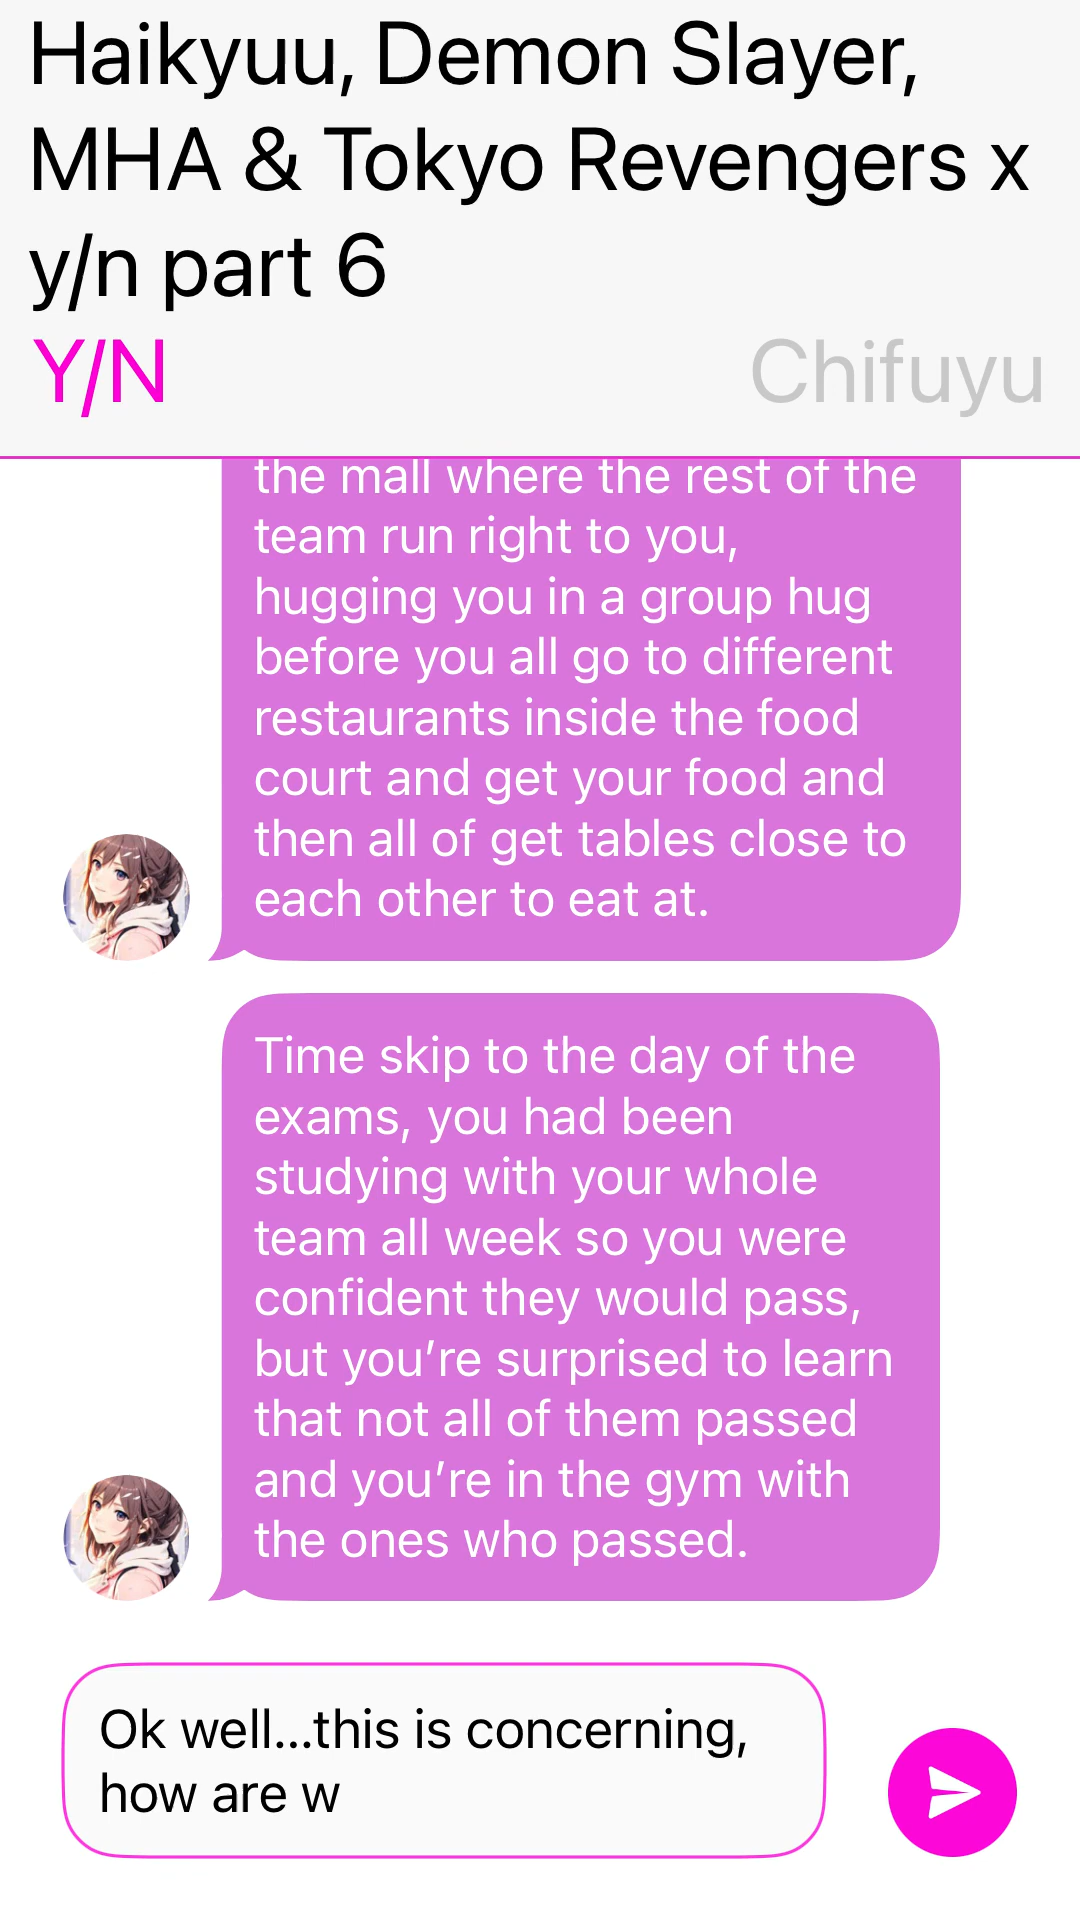 Haikyuu, Demon Slayer,
MHA & Tokyo Revengers x
y/n part 6
Y/N
Chifuyu
the mall where the rest of the
team run right to you,
hugging you in a group hug
before you all go to different
restaurants inside the food
court and get your food and
then all of get tables close to
each other to eat at.
Time skip to the day of the
exams, you had been
studying with your whole
team all week so you were
confident they would pass,
but you’re surprised to learn
that not all of them passed
and you’re in the gym with
the ones who passed.
Ok well...this is concerning,
how are w